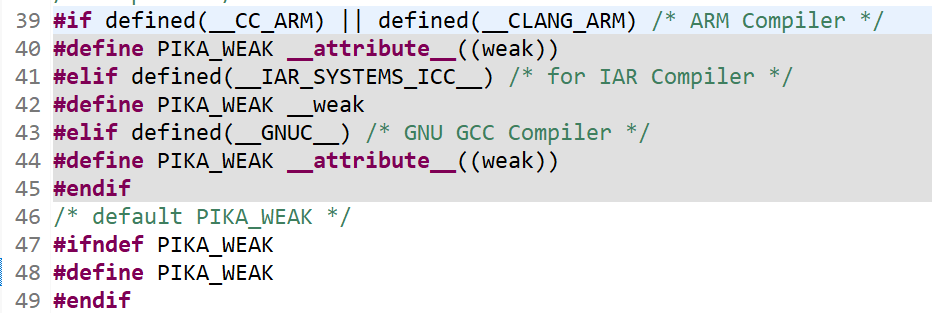 39 #if defined(__CC_ARM) || defined(__CLANG_ARM) /* ARM Compiler */
40 #define PIKA_WEAK __attribute__((weak))
41 #elif defined(__IAR_SYSTEMS_ICC__) /* for IAR Compiler */
42 #define PIKA_WEAK __weak
43 #elif defined(__GNUC__) /* GNU GCC Compiler */
44 #define PIKA_WEAK __attribute__((weak))
45 #endif
46 /* default PIKA_WEAK */
47 #ifndef PIKA_WEAK
48 #define PIKA_WEAK
49 #endif